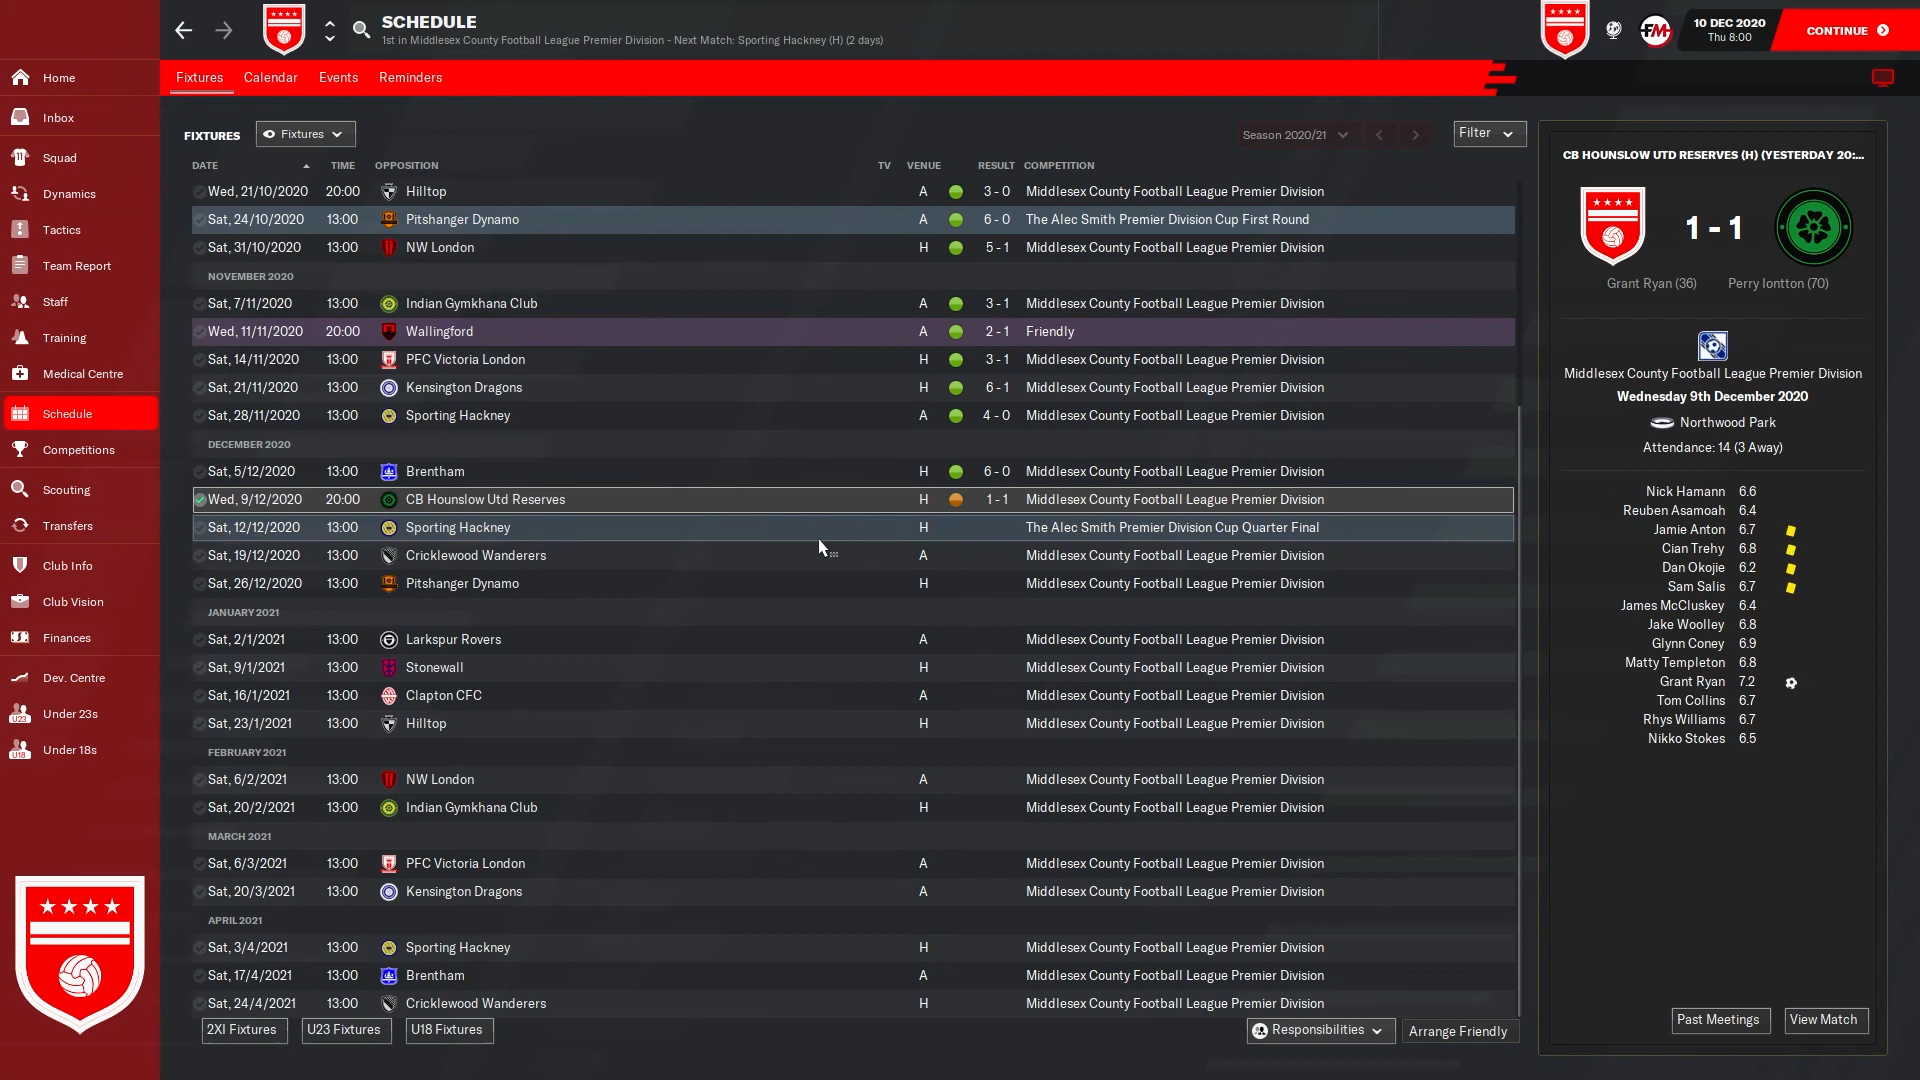 SCHEDULE
1st in Middlesex County Football League Premier Division - Next Match: Sporting Hackney (H) (2 days)
FM
10 DEC 2020
Thu 8:00
CONTINUE
Home
Inbox
Squad
Dynamics
Tactics
Team Report
Staff
Training
Medical Centre
Schedule
Competitions
Scouting
Transfers
Club Info
Club Vision
Finances
Dev. Centre
U23 Under 23s
U18 Under 18s
Fixtures Calendar Events Reminders
FIXTURES Fixtures Season 2020/21 Filter
DATE TIME OPPOSITION TV VENUE RESULT COMPETITION
Wed, 21/10/2020 20:00 Hilltop A 3 - 0 Middlesex County Football League Premier Division
Sat, 24/10/2020 13:00 Pitshanger Dynamo A 6 - 0 The Alec Smith Premier Division Cup First Round
Sat, 31/10/2020 13:00 NW London H 5 - 1 Middlesex County Football League Premier Division
NOVEMBER 2020
Sat, 7/11/2020 13:00 Indian Gymkhana Club A 3 - 1 Middlesex County Football League Premier Division
Wed, 11/11/2020 20:00 Wallingford A 2 - 1 Friendly
Sat, 14/11/2020 13:00 PFC Victoria London H 3 - 1 Middlesex County Football League Premier Division
Sat, 21/11/2020 13:00 Kensington Dragons H 6 - 1 Middlesex County Football League Premier Division
Sat, 28/11/2020 13:00 Sporting Hackney A 4 - 0 Middlesex County Football League Premier Division
DECEMBER 2020
Sat, 5/12/2020 13:00 Brentham H 6 - 0 Middlesex County Football League Premier Division
Wed, 9/12/2020 20:00 CB Hounslow Utd Reserves H 1 - 1 Middlesex County Football League Premier Division
Sat, 12/12/2020 13:00 Sporting Hackney H The Alec Smith Premier Division Cup Quarter Final
Sat, 19/12/2020 13:00 Cricklewood Wanderers A Middlesex County Football League Premier Division
Sat, 26/12/2020 13:00 Pitshanger Dynamo H Middlesex County Football League Premier Division
JANUARY 2021
Sat, 2/1/2021 13:00 Larkspur Rovers A Middlesex County Football League Premier Division
Sat, 9/1/2021 13:00 Stonewall H Middlesex County Football League Premier Division
Sat, 16/1/2021 13:00 Clapton CFC A Middlesex County Football League Premier Division
Sat, 23/1/2021 13:00 Hilltop H Middlesex County Football League Premier Division
FEBRUARY 2021
Sat, 6/2/2021 13:00 NW London A Middlesex County Football League Premier Division
Sat, 20/2/2021 13:00 Indian Gymkhana Club H Middlesex County Football League Premier Division
MARCH 2021
Sat, 6/3/2021 13:00 PFC Victoria London A Middlesex County Football League Premier Division
Sat, 20/3/2021 13:00 Kensington Dragons A Middlesex County Football League Premier Division
APRIL 2021
Sat, 3/4/2021 13:00 Sporting Hackney H Middlesex County Football League Premier Division
Sat, 17/4/2021 13:00 Brentham A Middlesex County Football League Premier Division
Sat, 24/4/2021 13:00 Cricklewood Wanderers H Middlesex County Football League Premier Division
2XI Fixtures U23 Fixtures U18 Fixtures Responsibilities Arrange Friendly
CB HOUNSLOW UTD RESERVES (H) (YESTERDAY 20:...
1 - 1
Grant Ryan (36) Perry Iontton (70)
Middlesex County Football League Premier Division
Wednesday 9th December 2020
Northwood Park
Attendance: 14 (3 Away)
Nick Hamann 6.6
Reuben Asamoah 6.4
Jamie Anton 6.7
Cian Trehy 6.8
Dan Okojie 6.2
Sam Salis 6.7
James McCluskey 6.4
Jake Woolley 6.8
Glynn Coney 6.9
Matty Templeton 6.8
Grant Ryan 7.2
Tom Collins 6.7
Rhys Williams 6.7
Nikko Stokes 6.5
Past Meetings View Match